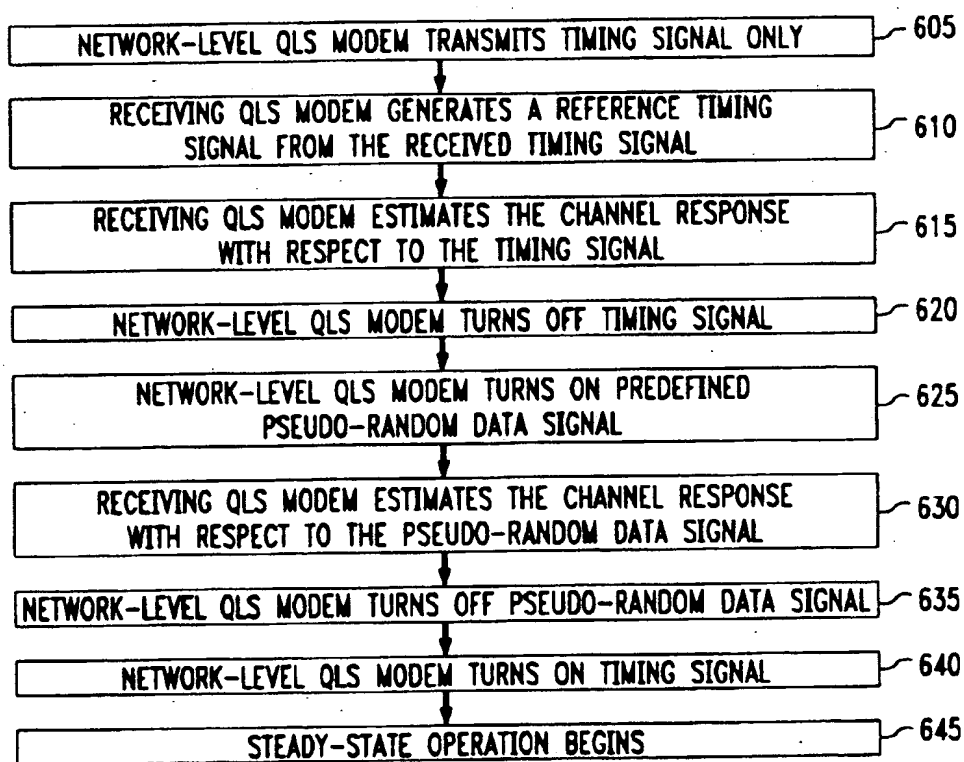 NETWORK-LEVEL QLS MODEM TRANSMITS TIMING SIGNAL ONLY
605
RECEIVING QLS MODEM GENERATES A REFERENCE TIMING
SIGNAL FROM THE RECEIVED TIMING SIGNAL
610
RECEIVING QLS MODEM ESTIMATES THE CHANNEL RESPONSE
WITH RESPECT TO THE TIMING SIGNAL
615
NETWORK-LEVEL QLS MODEM TURNS OFF TIMING SIGNAL
620
NETWORK-LEVEL QLS MODEM TURNS ON PREDEFINED
PSEUDO-RANDOM DATA SIGNAL
625
RECEIVING QLS MODEM ESTIMATES THE CHANNEL RESPONSE
WITH RESPECT TO THE PSEUDO-RANDOM DATA SIGNAL
630
NETWORK-LEVEL QLS MODEM TURNS OFF PSEUDO-RANDOM DATA SIGNAL
635
NETWORK-LEVEL QLS MODEM TURNS ON TIMING SIGNAL
640
STEADY-STATE OPERATION BEGINS
645